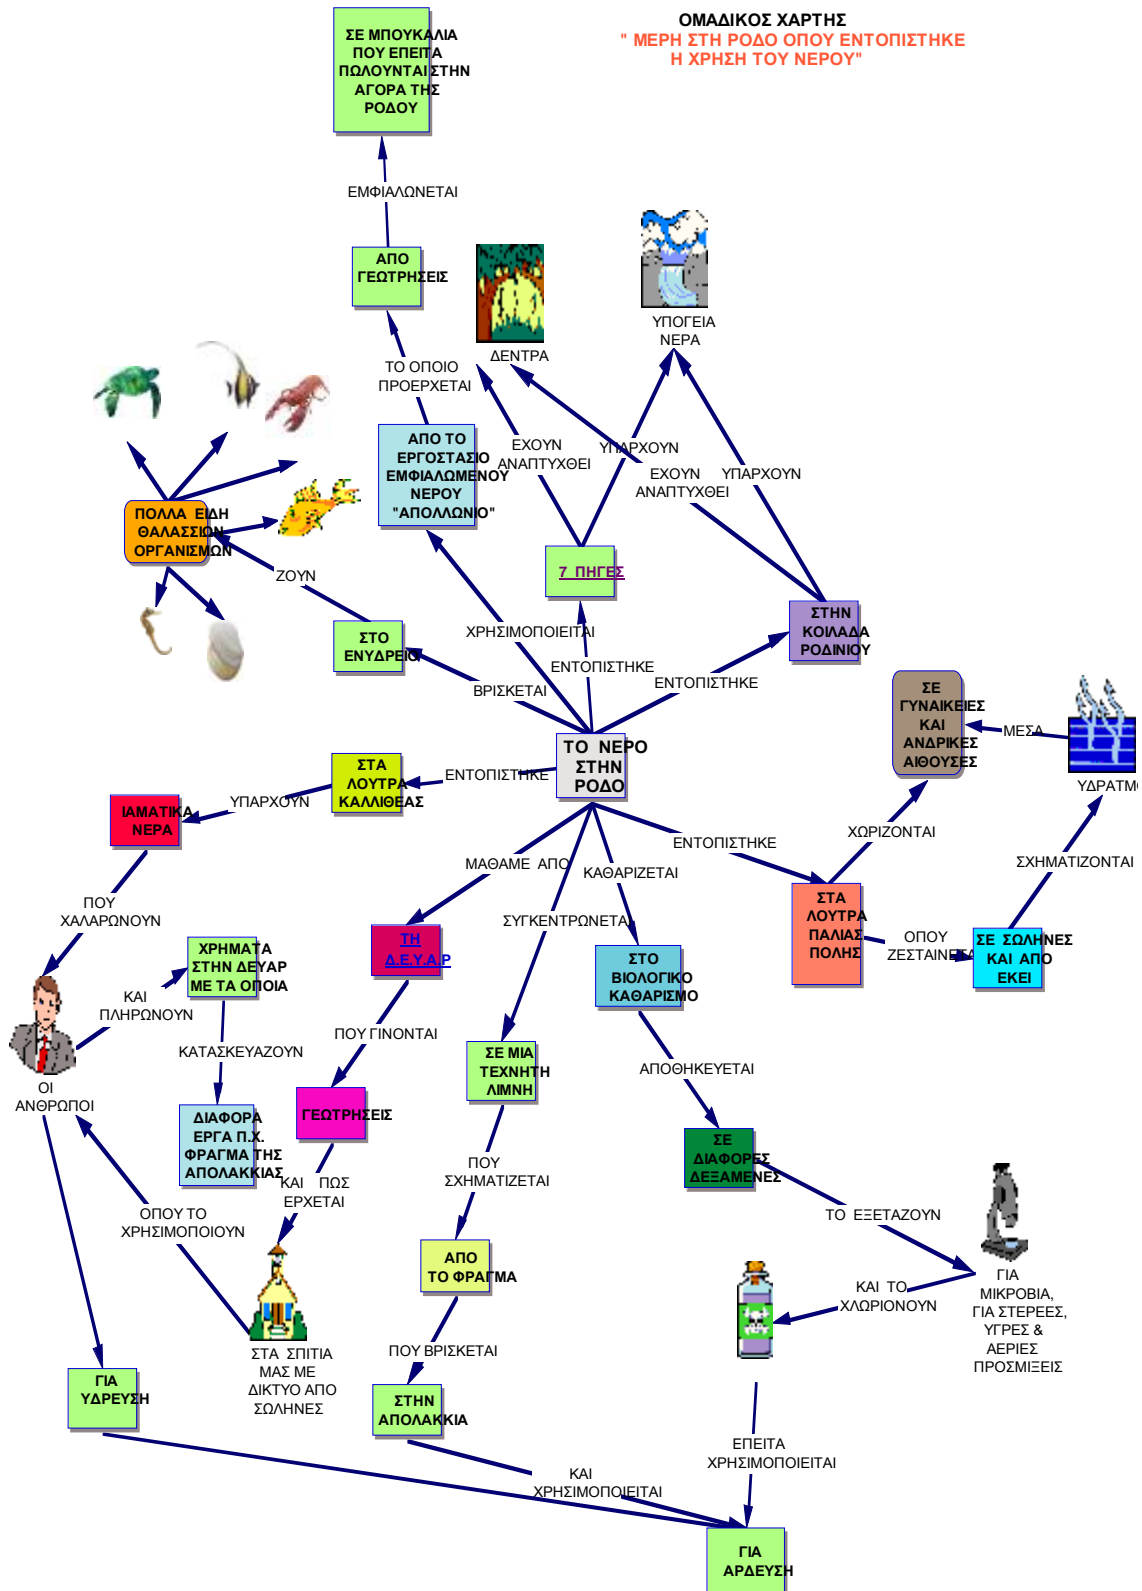 ΟΜΑΔΙΚΟΣ ΧΑΡΤΗΣ
" ΜΕΡΗ ΣΤΗ ΡΟΔΟ ΟΠΟΥ ΕΝΤΟΠΙΣΤΗΚΕ
Η ΧΡΗΣΗ ΤΟΥ ΝΕΡΟΥ"
ΣΕ ΜΠΟΥΚΑΛΙΑ
ΠΟΥ ΕΠΕΙΤΑ
ΠΩΛΟΥΝΤΑΙ ΣΤΗΝ
ΑΓΟΡΑ ΤΗΣ
ΡΟΔΟΥ
ΕΜΦΙΑΛΩΝΕΤΑΙ
ΑΠΟ
ΓΕΩΤΡΗΣΕΙΣ
ΤΟ ΟΠΟΙΟ
ΠΡΟΕΡΧΕΤΑΙ
ΔΕΝΤΡΑ
ΥΠΟΓΕΙΑ
ΝΕΡΑ
ΑΠΟ ΤΟ
ΕΡΓΟΣΤΑΣΙΟ
ΕΜΦΙΑΛΩΜΕΝΟΥ
ΝΕΡΟΥ
"ΑΠΟΛΛΩΝΙΟ"
ΕΧΟΥΝ
ΑΝΑΠΤΥΧΘΕΙ
ΥΠΑΡΧΟΥΝ
ΕΧΟΥΝ
ΑΝΑΠΤΥΧΘΕΙ
ΥΠΑΡΧΟΥΝ
ΠΟΛΛΑ ΕΙΔΗ
ΘΑΛΑΣΣΙΩΝ
ΟΡΓΑΝΙΣΜΩΝ
ΖΟΥΝ
7 ΠΗΓΕΣ
ΣΤΟ
ΕΝΥΔΡΕΙΟ
ΧΡΗΣΙΜΟΠΟΙΕΙΤΑΙ
ΣΤΗΝ
ΚΟΙΛΑΔΑ
ΡΟΔΙΝΙΟΥ
ΒΡΙΣΚΕΤΑΙ
ΕΝΤΟΠΙΣΤΗΚΕ
ΕΝΤΟΠΙΣΤΗΚΕ
ΣΕ
ΓΥΝΑΙΚΕΙΕΣ
ΚΑΙ
ΑΝΔΡΙΚΕΣ
ΑΙΘΟΥΣΕΣ
ΜΕΣΑ
ΥΔΡΑΤΜΟ
ΤΟ ΝΕΡΟ
ΣΤΗΝ
ΡΟΔΟ
ΕΝΤΟΠΙΣΤΗΚΕ
ΣΤΑ
ΛΟΥΤΡΑ
ΚΑΛΛΙΘΕΑΣ
ΥΠΑΡΧΟΥΝ
ΙΑΜΑΤΙΚΑ
ΝΕΡΑ
ΧΩΡΙΖΟΝΤΑΙ
ΕΝΤΟΠΙΣΤΗΚΕ
ΣΧΗΜΑΤΙΖΟΝΤΑΙ
ΜΑΘΑΜΕ ΑΠΟ
ΚΑΘΑΡΙΖΕΤΑΙ
ΠΟΥ
ΧΑΛΑΡΩΝΟΥΝ
ΣΥΓΚΕΝΤΡΩΝΕΤΑΙ
ΣΤΑ
ΛΟΥΤΡΑ
ΠΑΛΙΑΣ
ΠΟΛΗΣ
ΟΠΟΥ
ΖΕΣΤΑΙΝΕΤΑΙ
ΣΕ ΣΩΛΗΝΕΣ
ΚΑΙ ΑΠΟ
ΕΚΕΙ
ΧΡΗΜΑΤΑ
ΣΤΗΝ ΔΕΥΑΡ
ΜΕ ΤΑ ΟΠΟΙΑ
ΤΗ
Δ.Ε.Υ.Α.Ρ
ΣΤΟ
ΒΙΟΛΟΓΙΚΟ
ΚΑΘΑΡΙΣΜΟ
ΚΑΙ
ΠΛΗΡΩΝΟΥΝ
ΚΑΤΑΣΚΕΥΑΖΟΥΝ
ΠΟΥ ΓΙΝΟΝΤΑΙ
ΣΕ ΜΙΑ
ΤΕΧΝΗΤΗ
ΛΙΜΝΗ
ΑΠΟΘΗΚΕΥΕΤΑΙ
ΟΙ
ΑΝΘΡΩΠΟΙ
ΔΙΑΦΟΡΑ
ΕΡΓΑ Π.Χ.
ΦΡΑΓΜΑ ΤΗΣ
ΑΠΟΛΑΚΚΙΑΣ
ΓΕΩΤΡΗΣΕΙΣ
ΣΕ
ΔΙΑΦΟΡΕΣ
ΔΕΞΑΜΕΝΕΣ
ΠΟΥ
ΣΧΗΜΑΤΙΖΕΤΑΙ
ΚΑΙ ΠΩΣ
ΕΡΧΕΤΑΙ
ΟΠΟΥ ΤΟ
ΧΡΗΣΙΜΟΠΟΙΟΥΝ
ΤΟ ΕΞΕΤΑΖΟΥΝ
ΑΠΟ
ΤΟ ΦΡΑΓΜΑ
ΚΑΙ ΤΟ
ΧΛΩΡΙΟΝΟΥΝ
ΓΙΑ
ΜΙΚΡΟΒΙΑ,
ΓΙΑ ΣΤΕΡΕΕΣ,
ΥΓΡΕΣ &
ΑΕΡΙΕΣ
ΠΡΟΣΜΙΞΕΙΣ
ΣΤΑ ΣΠΙΤΙΑ
ΜΑΣ ΜΕ
ΔΙΚΤΥΟ ΑΠΟ
ΣΩΛΗΝΕΣ
ΠΟΥ ΒΡΙΣΚΕΤΑΙ
ΓΙΑ
ΥΔΡΕΥΣΗ
ΣΤΗΝ
ΑΠΟΛΑΚΚΙΑ
ΕΠΕΙΤΑ
ΧΡΗΣΙΜΟΠΟΙΕΙΤΑΙ
ΚΑΙ
ΧΡΗΣΙΜΟΠΟΙΕΙΤΑΙ
ΓΙΑ
ΑΡΔΕΥΣΗ